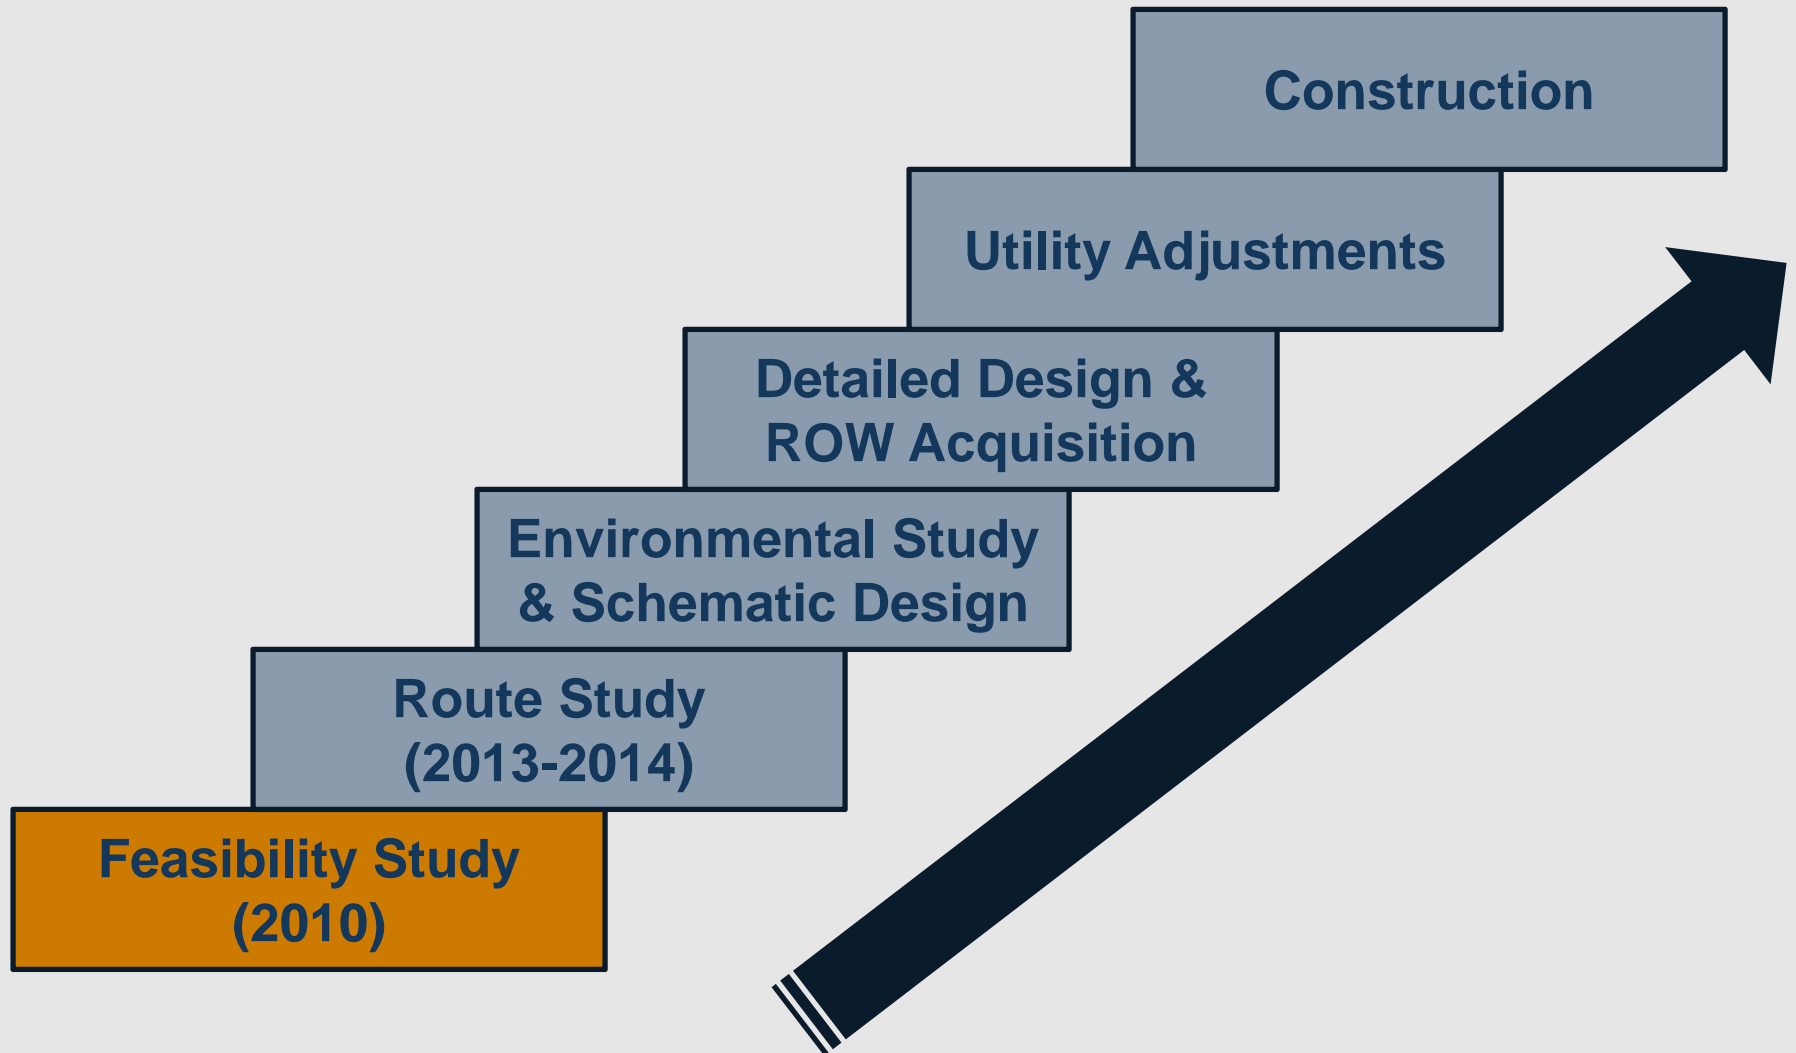 Construction
Utility Adjustments
Detailed Design &
ROW Acquisition
Environmental Study
& Schematic Design
Route Study
(2013-2014)
Feasibility Study
(2010)